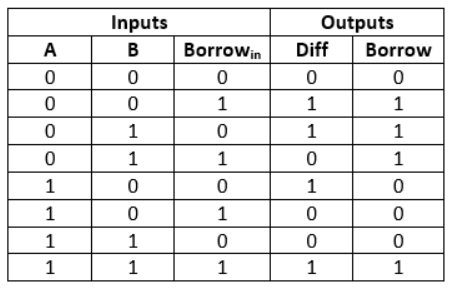 Inputs Outputs
A B Borrowin Diff Borrow
0 0 0 0 0
0 0 1 1 1
0 1 0 1 1
0 1 1 0 1
1 0 0 1 0
1 0 1 0 0
1 1 0 0 0
1 1 1 1 1